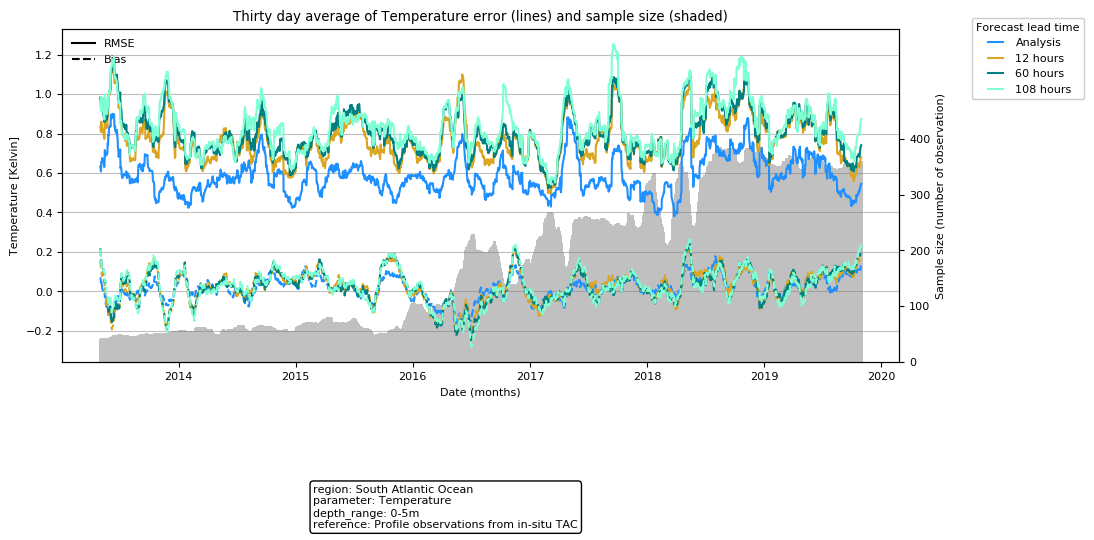 Thirty day average of Temperature error (lines) and sample size (shaded)
Forecast lead time
Analysis
12 hours
60 hours
108 hours
RMSE
Bias
1.2
1.0
0.8
0.6
0.4
0.2
0.0
−0.2
Temperature [Kelvin]
400
300
200
100
0
Sample size (number of observation)
2014 2015 2016 2017 2018 2019 2020
Date (months)
region: South Atlantic Ocean
parameter: Temperature
depth_range: 0-5m
reference: Profile observations from in-situ TAC